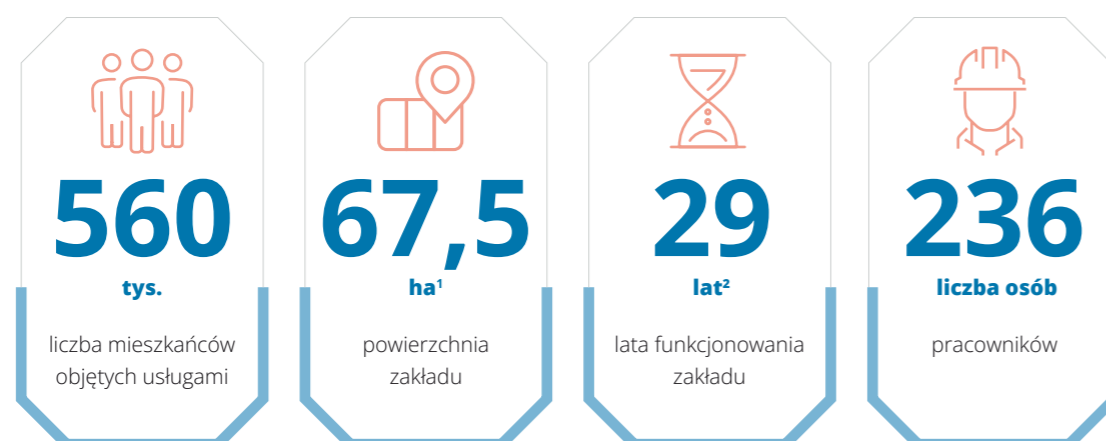 560
tys.
liczba mieszkańców
objętych usługami
67,5
ha¹
powierzchnia
zakładu
29
lat²
lata funkcjonowania
zakładu
236
liczba osób
pracowników